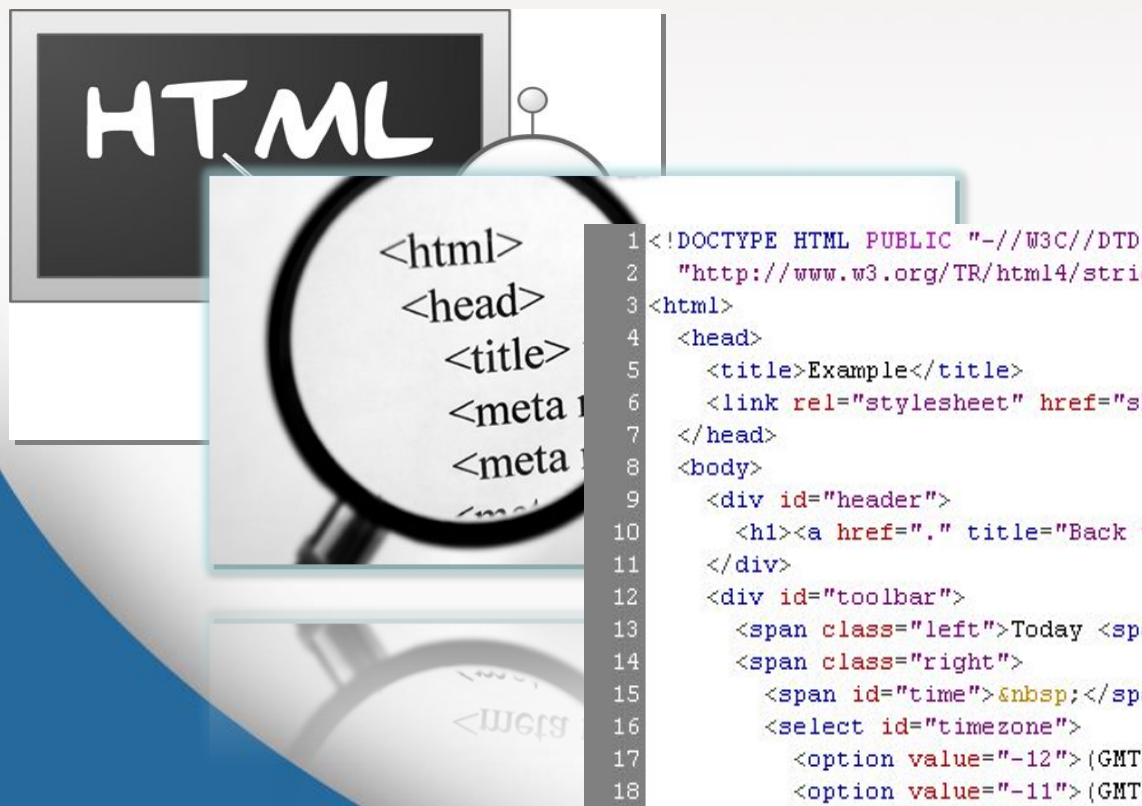 HTML
<html>
<head>
<title>
<meta
<meta
1 <!DOCTYPE HTML PUBLIC "-//W3C//DTD
2 "http://www.w3.org/TR/html4/stri
3 <html>
4 <head>
5 <title>Example</title>
6 <link rel="stylesheet" href="s
7 </head>
8 <body>
9 <div id="header">
10 <h1><a href="." title="Back
11 </div>
12 <div id="toolbar">
13 <span class="left">Today <sp
14 <span class="right">
15 <span id="time">&nbsp;</sp
16 <select id="timezone">
17 <option value="-12">(GMT
18 <option value="-11">(GMT
<meta